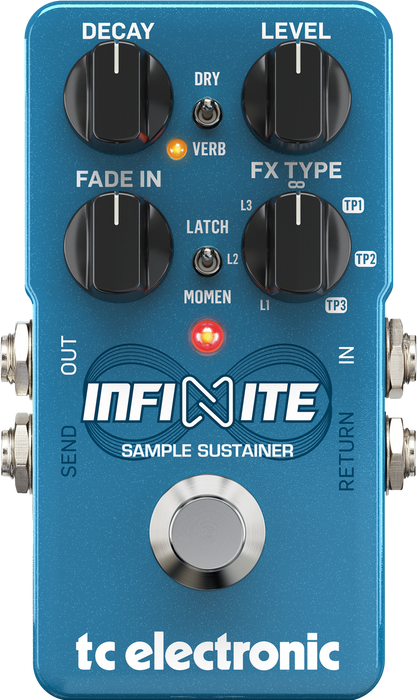 DECAY
LEVEL
DRY
VERB
FADE IN
FX TYPE
∞
L3
TP1
LATCH
L2
TP2
MOMEN
L1
TP3
OUT
IN
INFINITE
SEND
SAMPLE SUSTAINER
RETURN
tc electronic